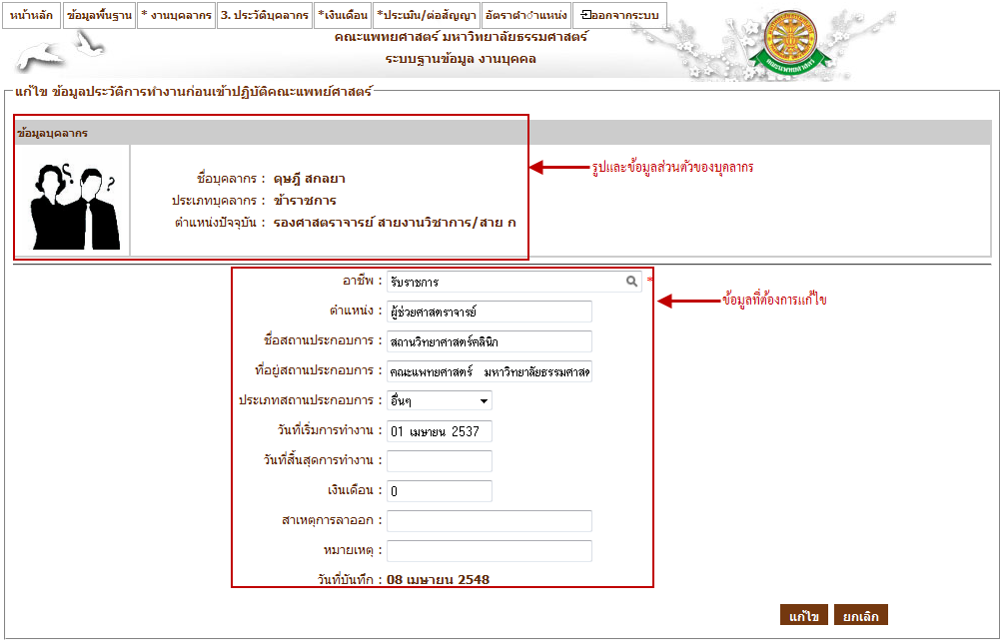 หน้าหลัก ข้อมูลพื้นฐาน * งานบุคลากร 3. ประวัติบุคลากร *เงินเดือน *ประเมิน/ต่อสัญญา อัตราตำแหน่ง ออกจากระบบ
คณะแพทยศาสตร์ มหาวิทยาลัยธรรมศาสตร์
ระบบฐานข้อมูล งานบุคคล
แก้ไข ข้อมูลประวัติการทำงานก่อนเข้าปฏิบัติคณะแพทย์ศาสตร์
ข้อมูลบุคลากร
ชื่อบุคลากร : ดุษฎี สกลยา
รูปและข้อมูลส่วนตัวของบุคลากร
ประเภทบุคลากร : ข้าราชการ
ตำแหน่งปัจจุบัน : รองศาสตราจารย์ สายงานวิชาการ/สาย ก
อาชีพ : รับราชการ *
ข้อมูลที่ต้องการแก้ไข
ตำแหน่ง : ผู้ช่วยศาสตราจารย์
ชื่อสถานประกอบการ : สถานวิทยาศาสตร์คลินิก
ที่อยู่สถานประกอบการ : คณะแพทยศาสตร์ มหาวิทยาลัยธรรมศาส
ประเภทสถานประกอบการ : อื่นๆ
วันที่เริ่มการทำงาน : 01 เมษายน 2537
วันที่สิ้นสุดการทำงาน :
เงินเดือน : 0
สาเหตุการลาออก :
หมายเหตุ :
วันที่บันทึก : 08 เมษายน 2548
แก้ไข ยกเลิก